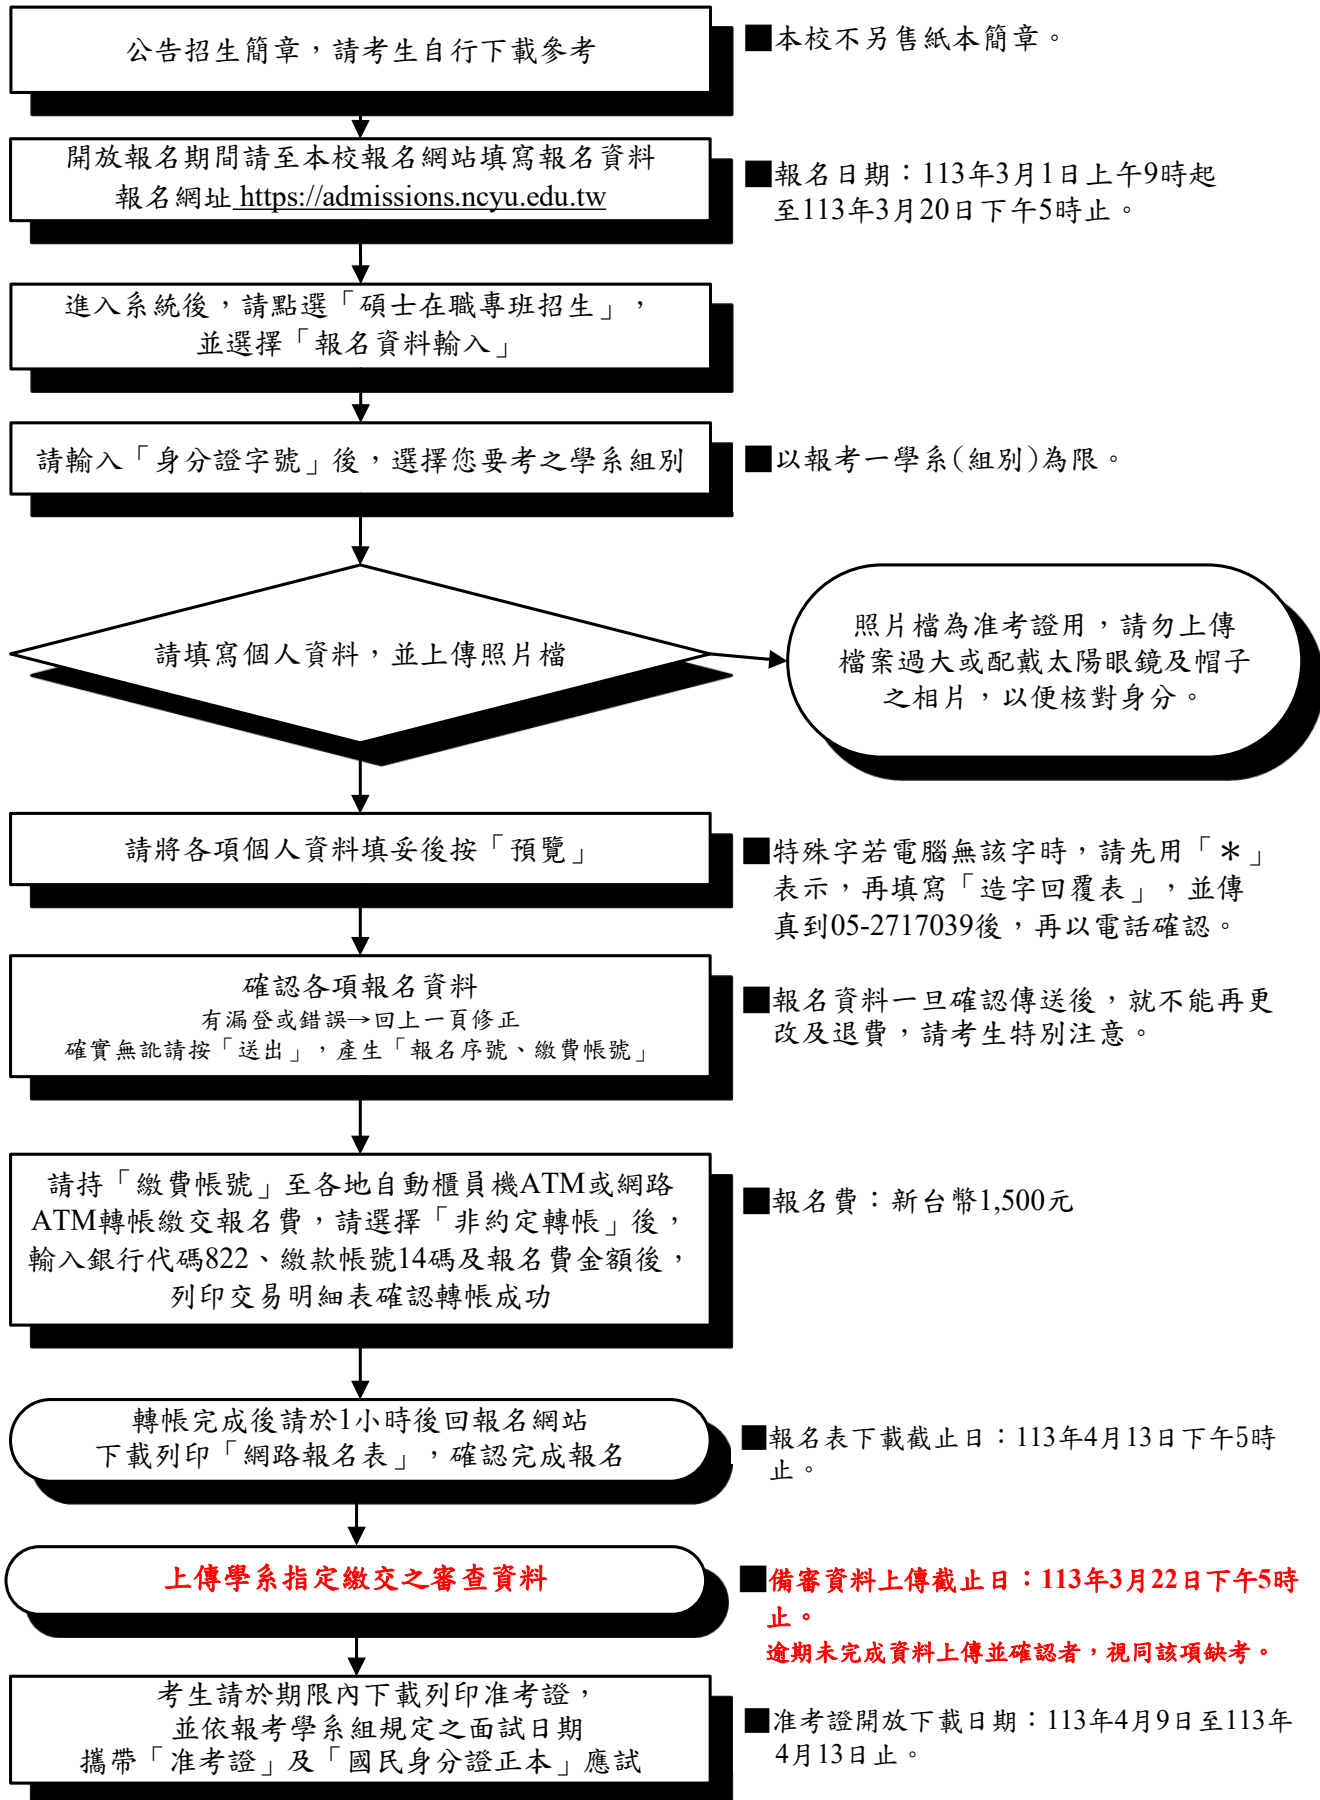 公告招生簡章，請考生自行下載參考
■本校不另售紙本簡章。
開放報名期間請至本校報名網站填寫報名資料
報名網址 https://admissions.ncyu.edu.tw
■報名日期：113年3月1日上午9時起
至113年3月20日下午5時止。
進入系統後，請點選「碩士在職專班招生」，
並選擇「報名資料輸入」
請輸入「身分證字號」後，選擇您要考之學系組別
■以報考一學系(組別)為限。
請填寫個人資料，並上傳照片檔
照片檔為准考證用，請勿上傳
檔案過大或配戴太陽眼鏡及帽子
之相片，以便核對身分。
請將各項個人資料填妥後按「預覽」
■特殊字若電腦無該字時，請先用「＊」
表示，再填寫「造字回覆表」，並傳
真到05-2717039後，再以電話確認。
確認各項報名資料
有漏登或錯誤→回上一頁修正
確實無訛請按「送出」，產生「報名序號、繳費帳號」
■報名資料一旦確認傳送後，就不能再更
改及退費，請考生特別注意。
請持「繳費帳號」至各地自動櫃員機ATM或網路
ATM轉帳繳交報名費，請選擇「非約定轉帳」後，
輸入銀行代碼822、繳款帳號14碼及報名費金額後，
列印交易明細表確認轉帳成功
■報名費：新台幣1,500元
轉帳完成後請於1小時後回報名網站
下載列印「網路報名表」，確認完成報名
■報名表下載截止日：113年4月13日下午5時
止。
上傳學系指定繳交之審查資料
■備審資料上傳截止日：113年3月22日下午5時
止。
逾期未完成資料上傳並確認者，視同該項缺考。
考生請於期限內下載列印准考證，
並依報考學系組規定之面試日期
攜帶「准考證」及「國民身分證正本」應試
■准考證開放下載日期：113年4月9日至113年
4月13日止。